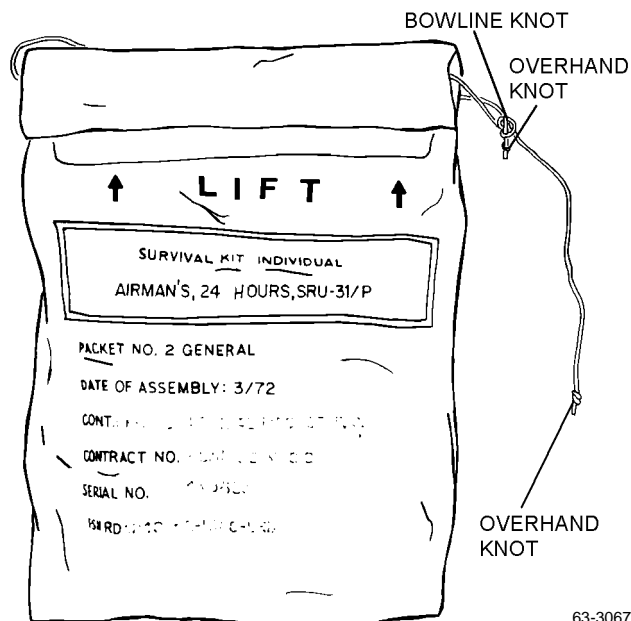 BOWLINE KNOT
OVERHAND
KNOT
LIFT
SURVIVAL KIT INDIVIDUAL
AIRMAN'S, 24 HOURS, SRU-31/P
PACKET NO. 2 GENERAL
DATE OF ASSEMBLY: 3/72
CONT.
CONTRACT NO.
SERIAL NO.
OVERHAND
KNOT
63-3067